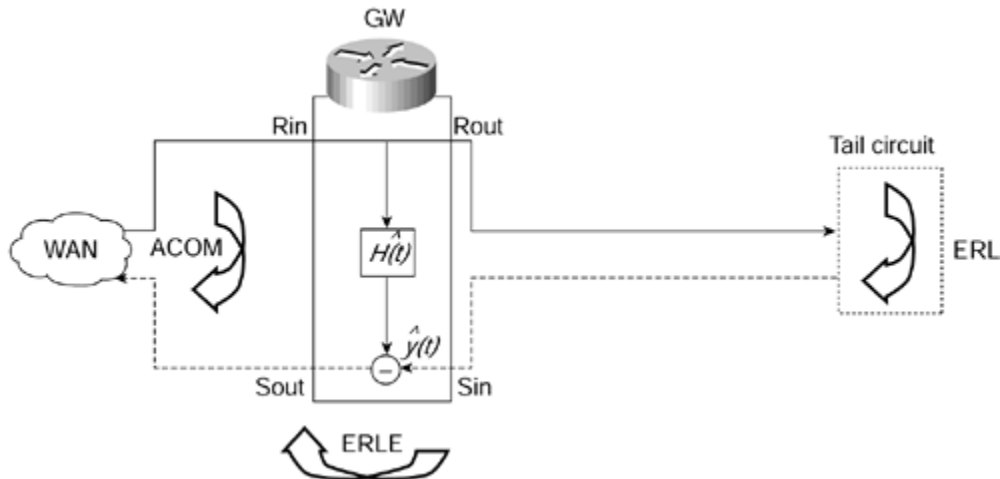 GW
Rin
Rout
Tail circuit
WAN
ACOM
Ĥ(t)
ERL
ŷ(t)
Sout
−
Sin
ERLE